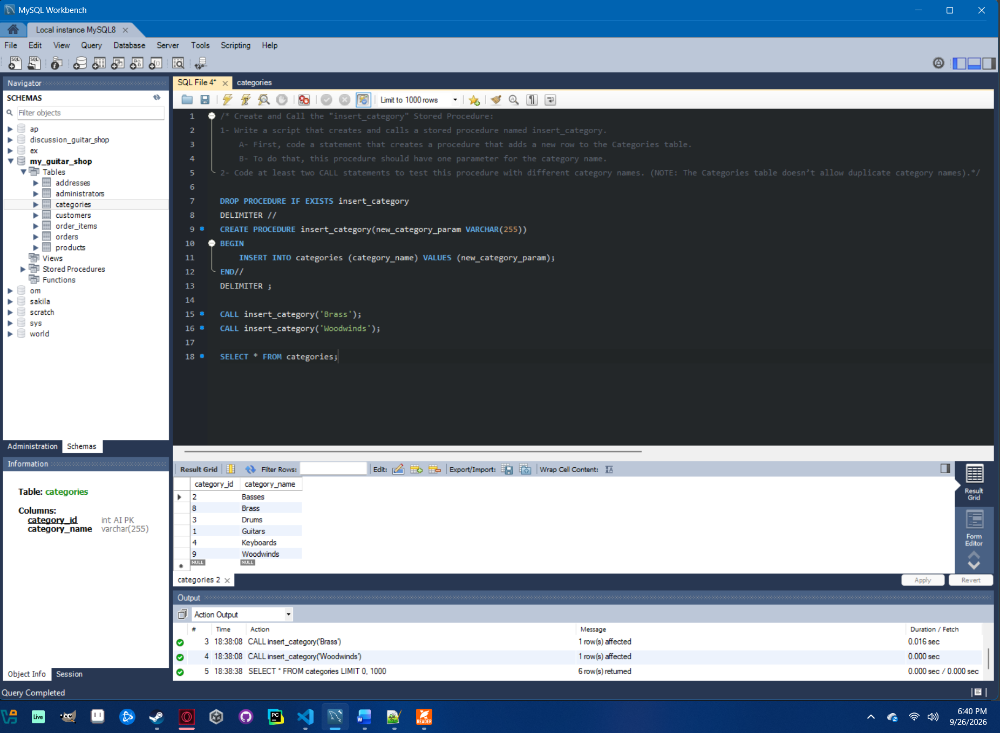 MySQL Workbench
Local instance MySQL8
File Edit View Query Database Server Tools Scripting Help
Navigator
SCHEMAS
Filter objects
ap
discussion_guitar_shop
ex
my_guitar_shop
Tables
addresses
administrators
categories
customers
order_items
orders
products
Views
Stored Procedures
Functions
om
sakila
scratch
sys
world
Administration Schemas
Information
Table: categories
Columns:
category_id int AI PK
category_name varchar(255)
Object Info Session
SQL File 4* categories
Limit to 1000 rows
1 /* Create and Call the "insert_category" Stored Procedure:
2 1- Write a script that creates and calls a stored procedure named insert_category.
3 A- First, code a statement that creates a procedure that adds a new row to the Categories table.
4 B- To do that, this procedure should have one parameter for the category name.
5 2- Code at least two CALL statements to test this procedure with different category names. (NOTE: The Categories table doesn’t allow duplicate category names).*/
6
7 DROP PROCEDURE IF EXISTS insert_category
8 DELIMITER //
9 CREATE PROCEDURE insert_category(new_category_param VARCHAR(255))
10 BEGIN
11 INSERT INTO categories (category_name) VALUES (new_category_param);
12 END//
13 DELIMITER ;
14
15 CALL insert_category('Brass');
16 CALL insert_category('Woodwinds');
17
18 SELECT * FROM categories;
Result Grid Filter Rows: Edit: Export/Import: Wrap Cell Content:
category_id category_name
2 Basses
8 Brass
3 Drums
1 Guitars
4 Keyboards
9 Woodwinds
NULL NULL
Result Grid
Form Editor
categories 2
Apply Revert
Output
Action Output
# Time Action Message Duration / Fetch
3 18:38:08 CALL insert_category('Brass') 1 row(s) affected 0.016 sec
4 18:38:08 CALL insert_category('Woodwinds') 1 row(s) affected 0.000 sec
5 18:38:38 SELECT * FROM categories LIMIT 0, 1000 6 row(s) returned 0.000 sec / 0.000 sec
Query Completed
Live
PC
W
READER
6:40 PM
9/26/2026